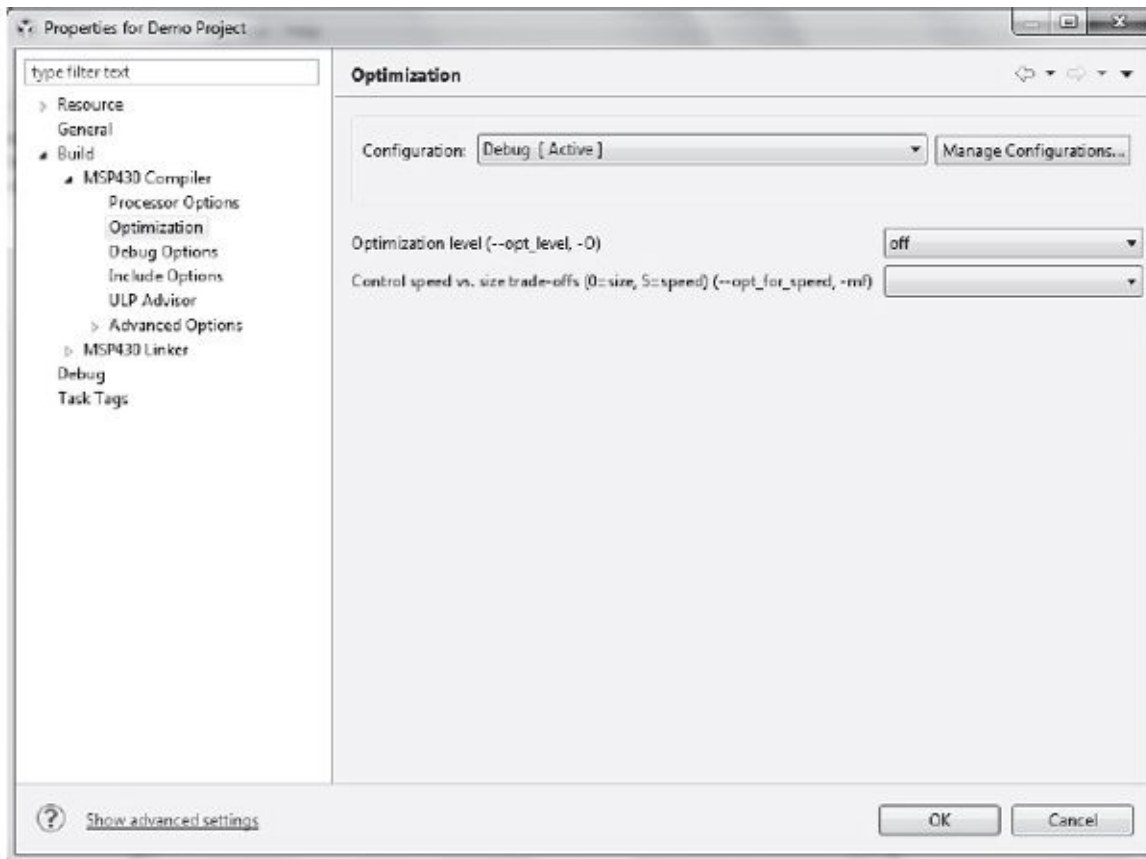 Properties for Demo Project
type filter text
Resource
General
Build
MSP430 Compiler
Processor Options
Optimization
Debug Options
Include Options
ULP Advisor
Advanced Options
MSP430 Linker
Debug
Task Tags
Optimization
Configuration: Debug [ Active ] Manage Configurations...
Optimization level (--opt_level, -O) off
Control speed vs. size trade-offs (0=size, 5=speed) (--opt_for_speed, -mf)
? Show advanced settings OK Cancel